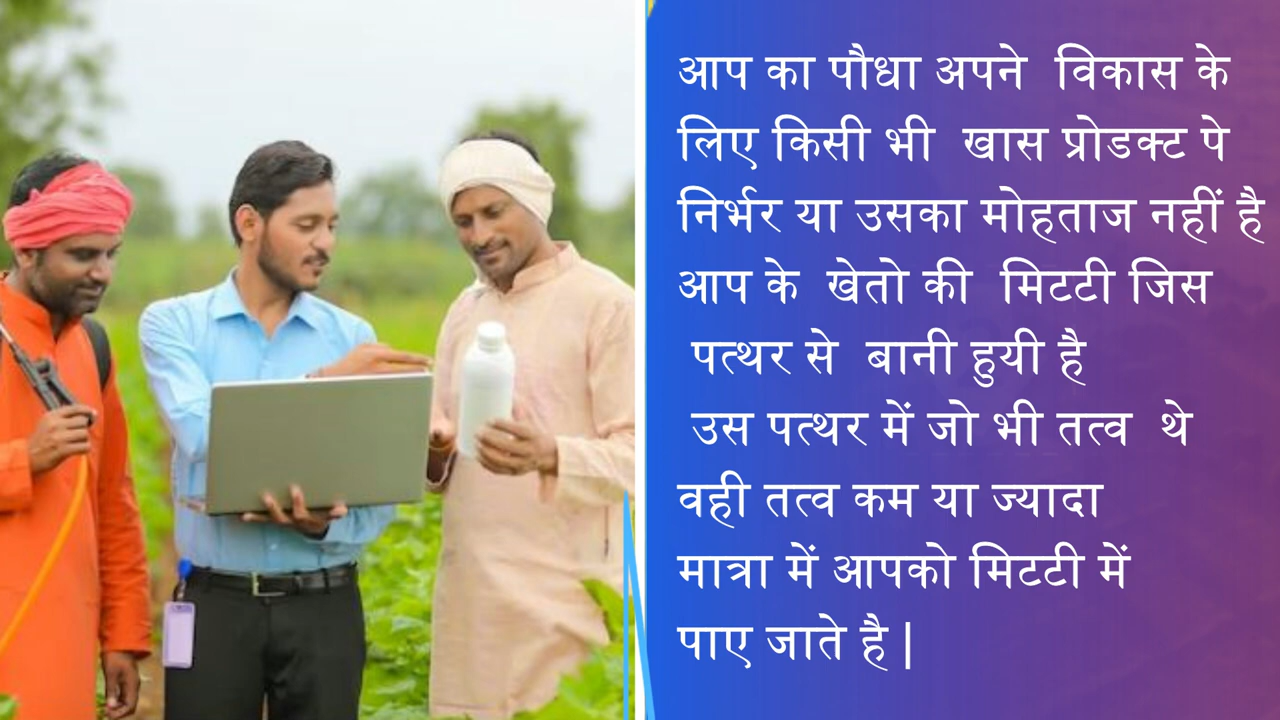 आप का पौधा अपने विकास के
लिए किसी भी खास प्रोडक्ट पे
निर्भर या उसका मोहताज नहीं है
आप के खेतो की मिटटी जिस
पत्थर से बानी हुयी है
उस पत्थर में जो भी तत्व थे
वही तत्व कम या ज्यादा
मात्रा में आपको मिटटी में
पाए जाते है |